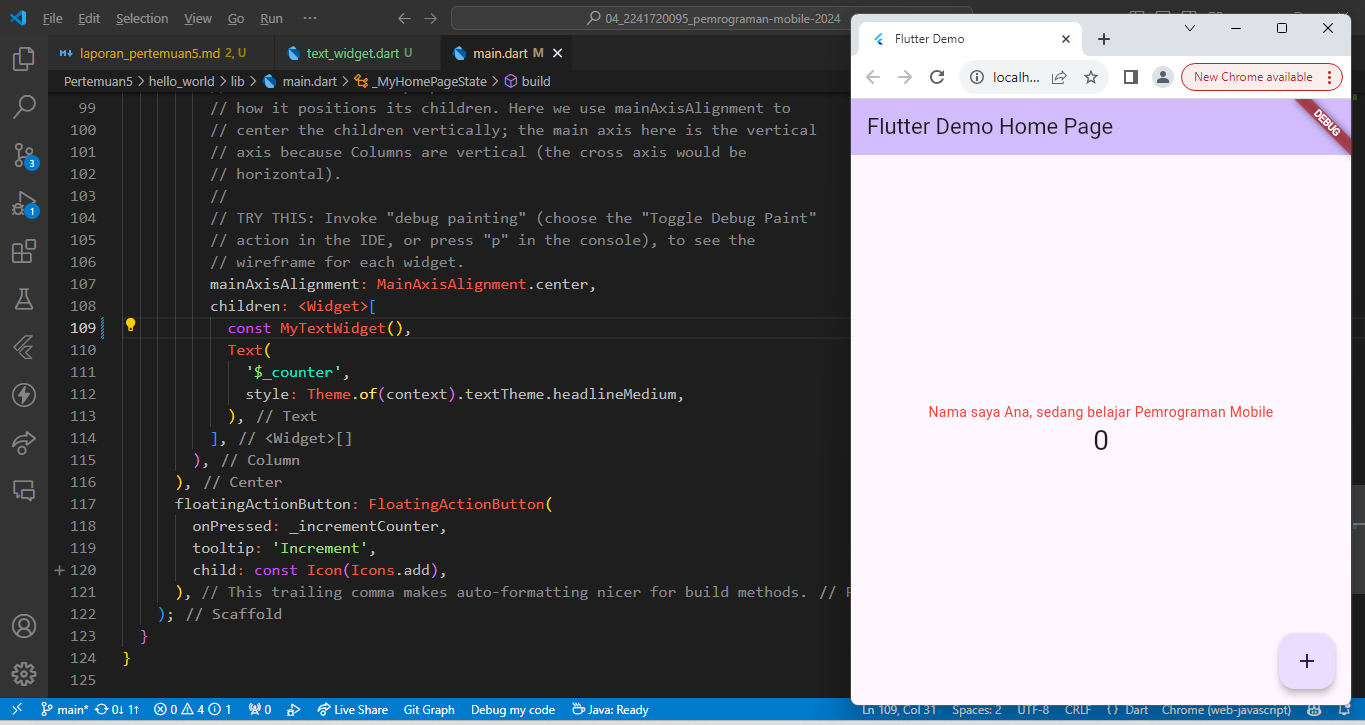 File Edit Selection View Go Run ···
04_2241720095_pemrograman-mobile-2024
laporan_pertemuan5.md 2, U
text_widget.dart U
main.dart M
Pertemuan5 > hello_world > lib > main.dart > _MyHomePageState > build
99 // how it positions its children. Here we use mainAxisAlignment to
100 // center the children vertically; the main axis here is the vertical
101 // axis because Columns are vertical (the cross axis would be
102 // horizontal).
103 //
104 // TRY THIS: Invoke "debug painting" (choose the "Toggle Debug Paint"
105 // action in the IDE, or press "p" in the console), to see the
106 // wireframe for each widget.
107 mainAxisAlignment: MainAxisAlignment.center,
108 children: <Widget>[
109 const MyTextWidget(),
110 Text(
111 '$_counter',
112 style: Theme.of(context).textTheme.headlineMedium,
113 ), // Text
114 ], // <Widget>[]
115 ), // Column
116 ), // Center
117 floatingActionButton: FloatingActionButton(
118 onPressed: _incrementCounter,
119 tooltip: 'Increment',
120 child: const Icon(Icons.add),
121 ), // This trailing comma makes auto-formatting nicer for build methods. //
122 ); // Scaffold
123 }
124 }
125
3
1
main* 0↓ 1↑ 0 4 1 0 Live Share Git Graph Debug my code Java: Ready
Ln 109, Col 31 Spaces: 2 UTF-8 CRLF {} Dart Chrome (web-javascript)
Flutter Demo
localh...
New Chrome available
Flutter Demo Home Page
DEBUG
Nama saya Ana, sedang belajar Pemrograman Mobile
0
+